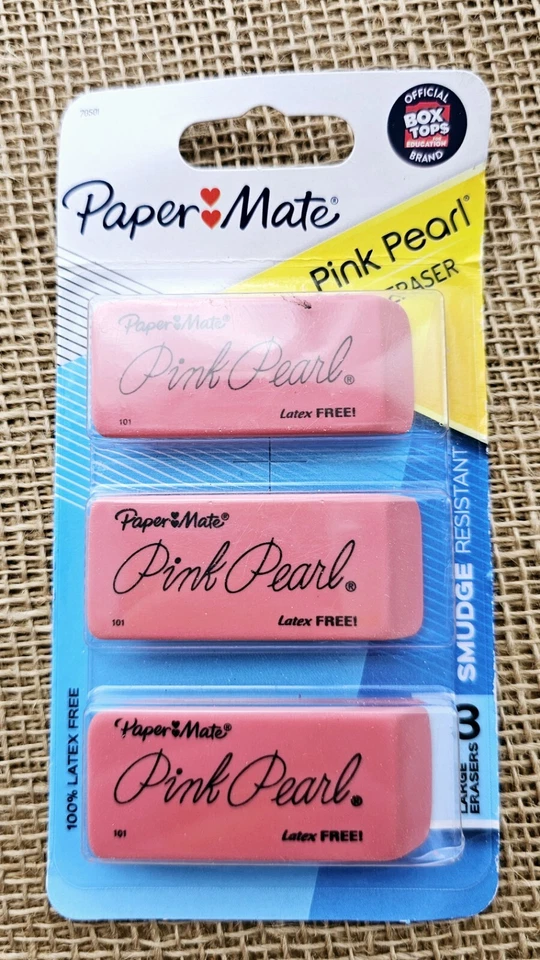 70501
OFFICIAL
BOX
TOPS
FOR
EDUCATION
BRAND
Paper Mate®
Pink Pearl®
ERASER
Paper Mate®
Pink Pearl®
Latex FREE!
101
Paper Mate®
Pink Pearl®
101
Latex FREE!
SMUDGE RESISTANT
Paper Mate®
Pink Pearl®
101
Latex FREE!
100% LATEX FREE
3
LARGE
ERASERS